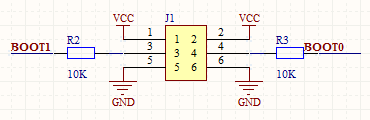 VCC J1 VCC
1 1 2 2
BOOT1 R2 3 3 4 4 R3 BOOT0
5 5 6 6
10K 10K
GND GND